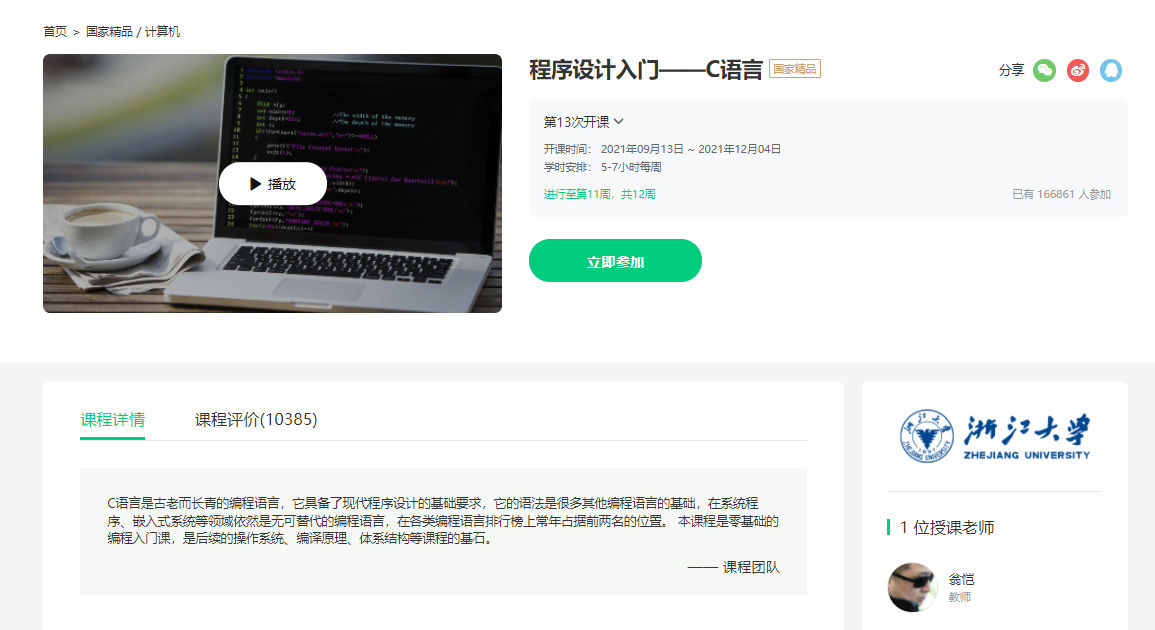 首页 > 国家精品 / 计算机
程序设计入门——C语言 国家精品
分享
第13次开课
开课时间： 2021年09月13日 ~ 2021年12月04日
学时安排： 5-7小时每周
进行至第11周，共12周
已有 166861 人参加
播放
立即参加
课程详情
课程评价(10385)
C语言是古老而长青的编程语言，它具备了现代程序设计的基础要求，它的语法是很多其他编程语言的基础，在系统程
序、嵌入式系统等领域依然是无可替代的编程语言，在各类编程语言排行榜上常年占据前两名的位置。 本课程是零基础的
编程入门课，是后续的操作系统、编译原理、体系结构等课程的基石。
—— 课程团队
浙江大学
ZHEJIANG UNIVERSITY
1 位授课老师
翁恺
教师